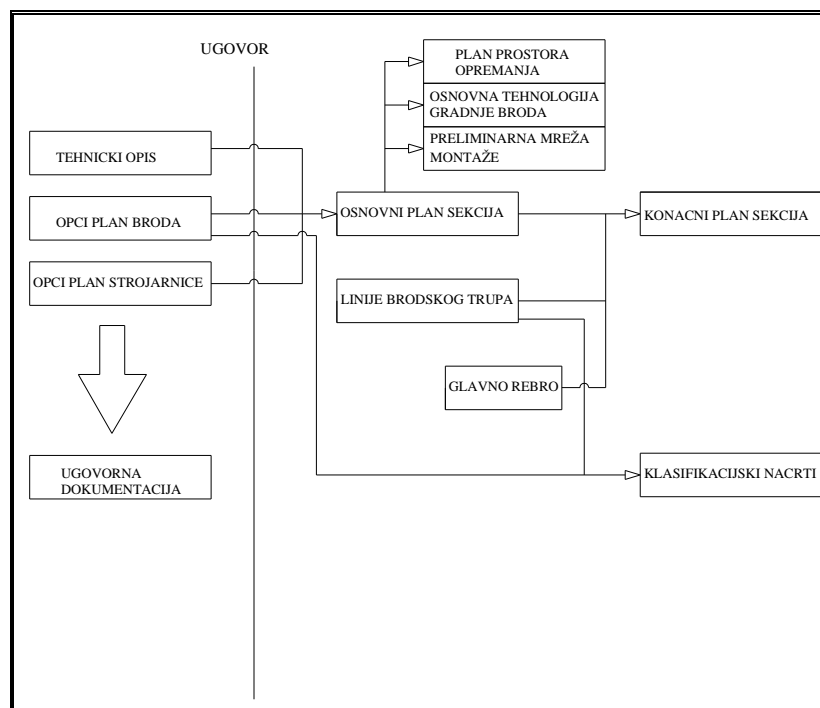 UGOVOR
PLAN PROSTORA
OPREMANJA
OSNOVNA TEHNOLOGIJA
GRADNJE BRODA
PRELIMINARNA MREŽA
MONTAŽE
TEHNICKI OPIS
OPCI PLAN BRODA
OSNOVNI PLAN SEKCIJA
KONACNI PLAN SEKCIJA
OPCI PLAN STROJARNICE
LINIJE BRODSKOG TRUPA
GLAVNO REBRO
UGOVORNA
DOKUMENTACIJA
KLASIFIKACIJSKI NACRTI